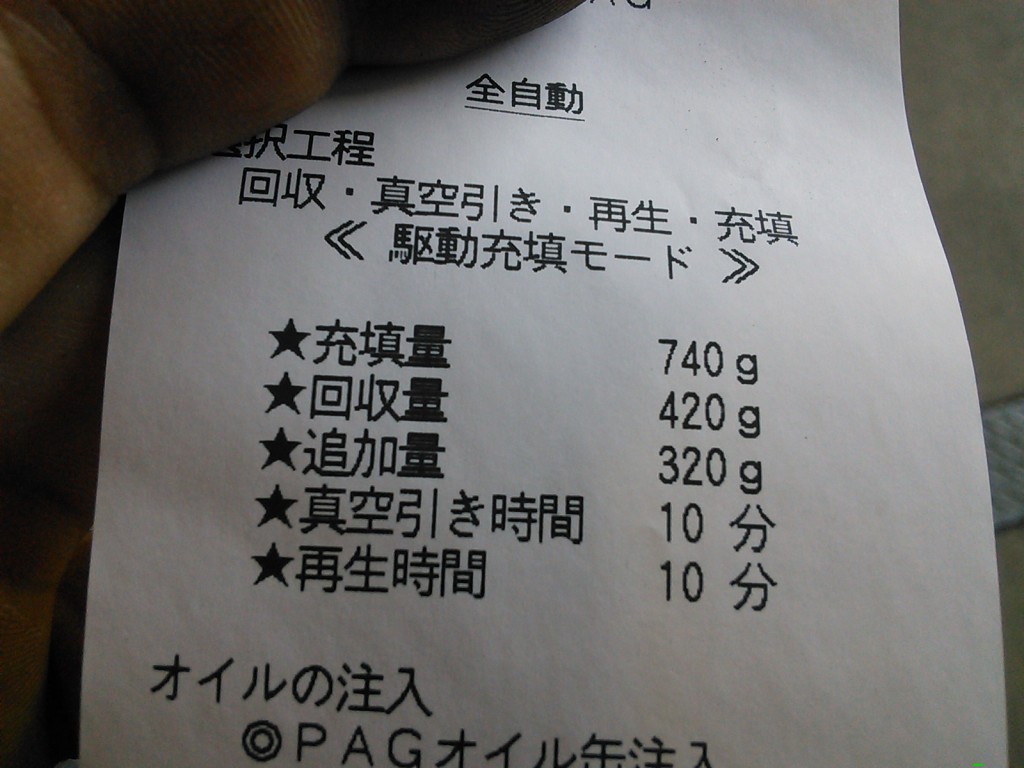 全自動
選択工程
回収・真空引き・再生・充填
≪ 駆動充填モード ≫
★充填量 740g
★回収量 420g
★追加量 320g
★真空引き時間 10 分
★再生時間 10 分
オイルの注入
◎PAGオイル缶注入